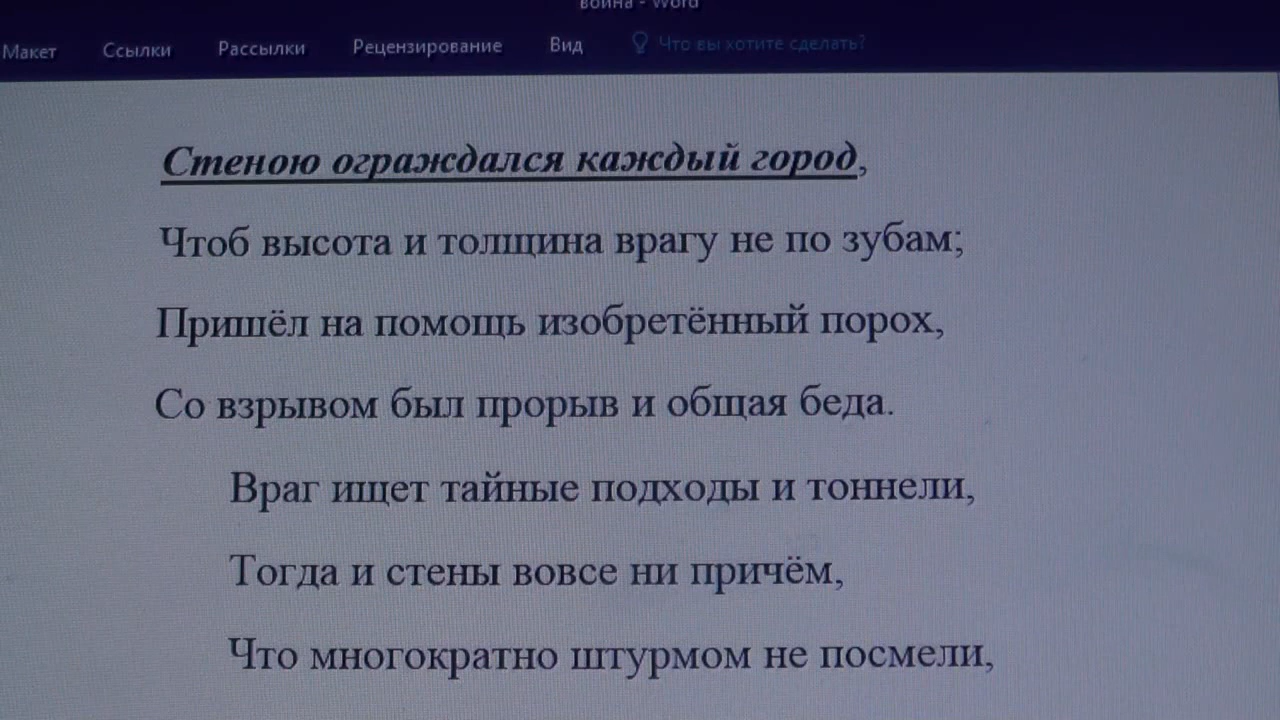 война - Word
Макет Ссылки Рассылки Рецензирование Вид Что вы хотите сделать?
Стеною ограждался каждый город,
Чтоб высота и толщина врагу не по зубам;
Пришёл на помощь изобретённый порох,
Со взрывом был прорыв и общая беда.
Враг ищет тайные подходы и тоннели,
Тогда и стены вовсе ни причём,
Что многократно штурмом не посмели,